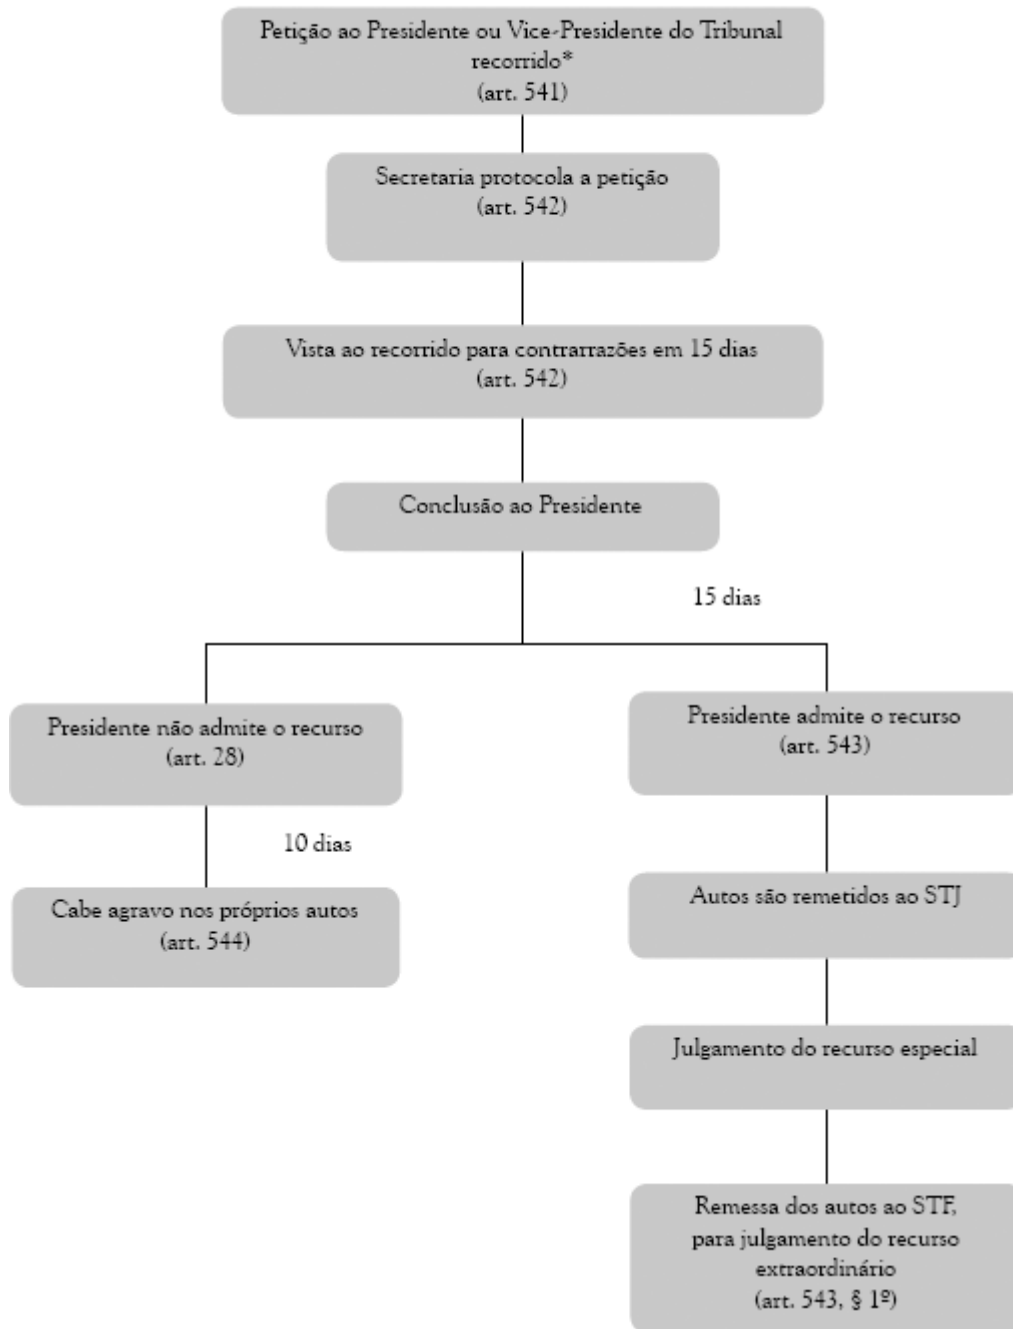 Petição ao Presidente ou Vice-Presidente do Tribunal
recorrido*
(art. 541)
Secretaria protocola a petição
(art. 542)
Vista ao recorrido para contrarrazões em 15 dias
(art. 542)
Conclusão ao Presidente
15 dias
Presidente não admite o recurso
(art. 28)
10 dias
Cabe agravo nos próprios autos
(art. 544)
Presidente admite o recurso
(art. 543)
Autos são remetidos ao STJ
Julgamento do recurso especial
Remessa dos autos ao STF,
para julgamento do recurso
extraordinário
(art. 543, § 1º)